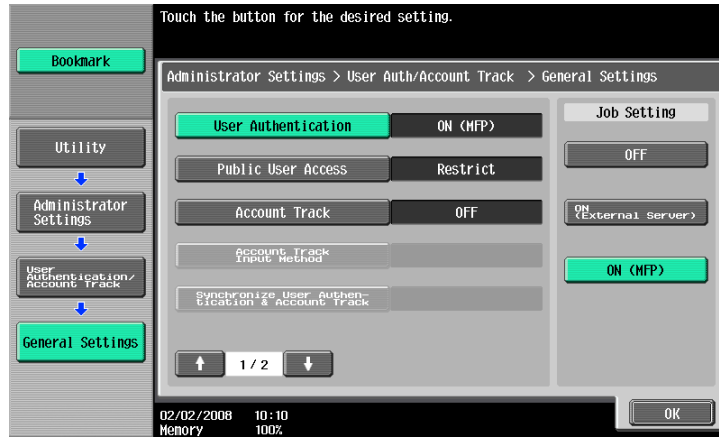 Touch the button for the desired setting.
Bookmark
Administrator Settings > User Auth/Account Track > General Settings
Utility
Administrator
Settings
User
Authentication/
Account Track
General Settings
User Authentication
ON (MFP)
Public User Access
Restrict
Account Track
OFF
Account Track
Input Method
Synchronize User Authen-
tication & Account Track
1/2
Job Setting
OFF
ON
(External Server)
ON (MFP)
02/02/2008 10:10
Memory 100%
OK